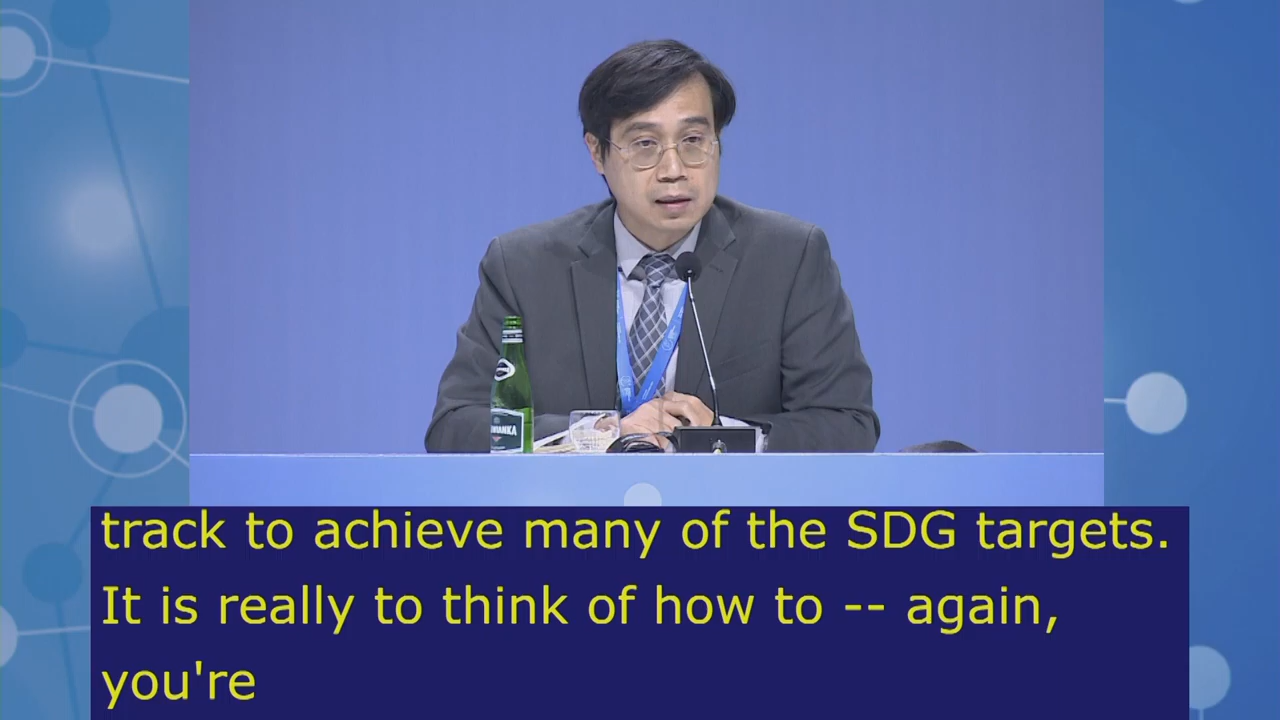 track to achieve many of the SDG targets.
It is really to think of how to -- again,
you're